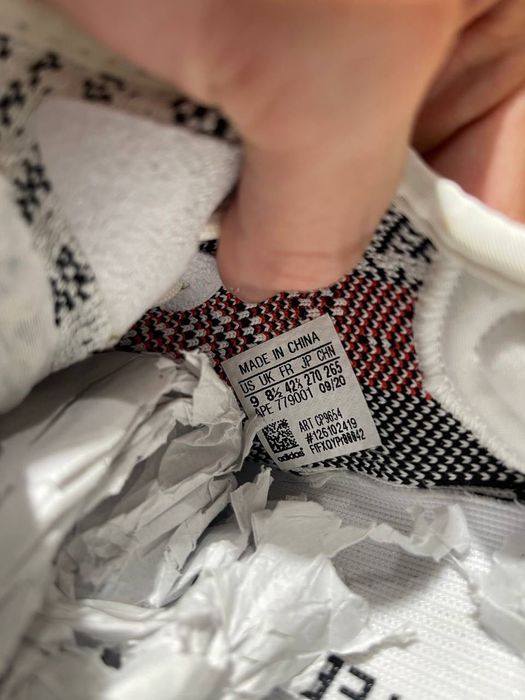 MADE IN CHINA
US UK FR JP CHN
9 8½ 42⅔ 270 265
APE 779001 09/20
ART CP9654
#126102419
adidas